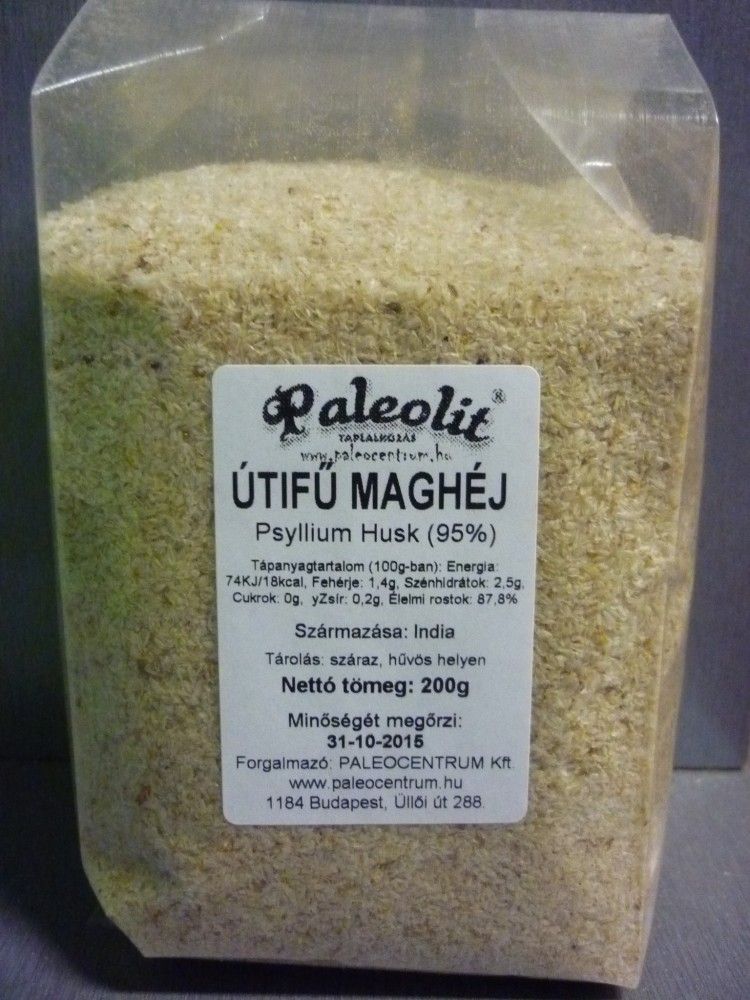 Paleolit®
TÁPLÁLKOZÁS
www.paleocentrum.hu
ÚTIFŰ MAGHÉJ
Psyllium Husk (95%)
Tápanyagtartalom (100g-ban): Energia:
74KJ/18kcal, Fehérje: 1,4g, Szénhidrátok: 2,5g,
Cukrok: 0g, yZsír: 0,2g, Élelmi rostok: 87,8%
Származása: India
Tárolás: száraz, hűvös helyen
Nettó tömeg: 200g
Minőségét megőrzi:
31-10-2015
Forgalmazó: PALEOCENTRUM Kft.
www.paleocentrum.hu
1184 Budapest, Üllői út 288.